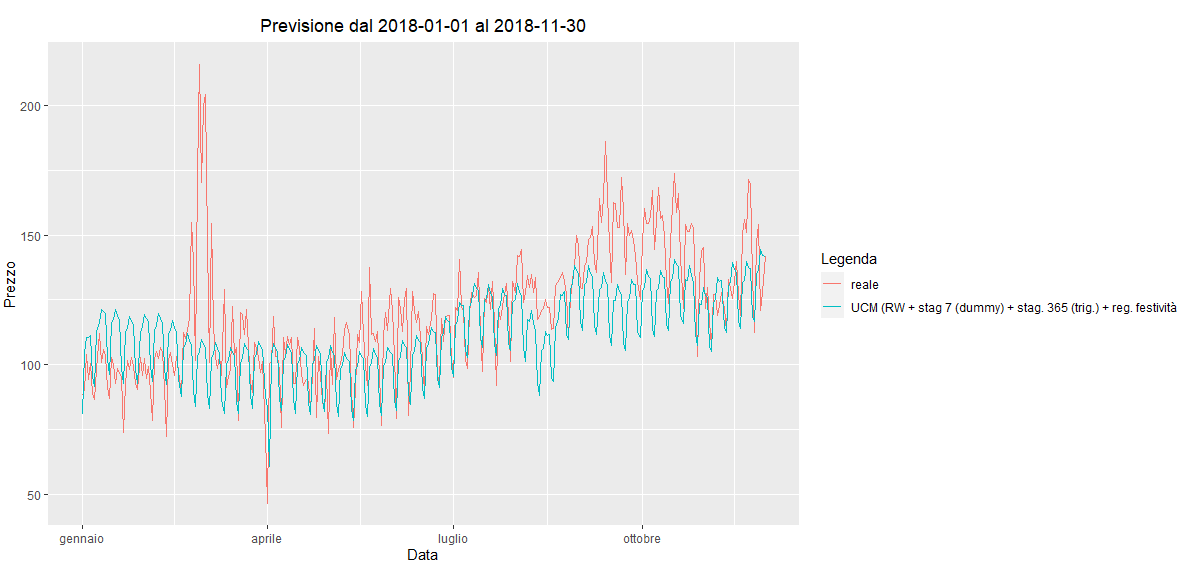 Previsione dal 2018-01-01 al 2018-11-30
Prezzo
200
150
100
50
gennaio
aprile
luglio
ottobre
Data
Legenda
reale
UCM (RW + stag 7 (dummy) + stag. 365 (trig.) + reg. festività